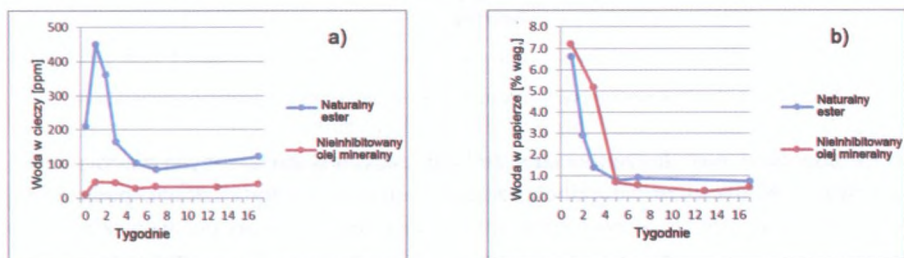 a)
Woda w cieczy [ppm]
500
400
300
200
100
0
0 2 4 6 8 10 12 14 16
Tygodnie
Naturalny
ester
Nieinhibitowany
olej mineralny
b)
Woda w papierze [% wag.]
8.0
7.0
6.0
5.0
4.0
3.0
2.0
1.0
0.0
0 2 4 6 8 10 12 14 16
Tygodnie
Naturalny
ester
Nieinhibitowany
olej mineralny